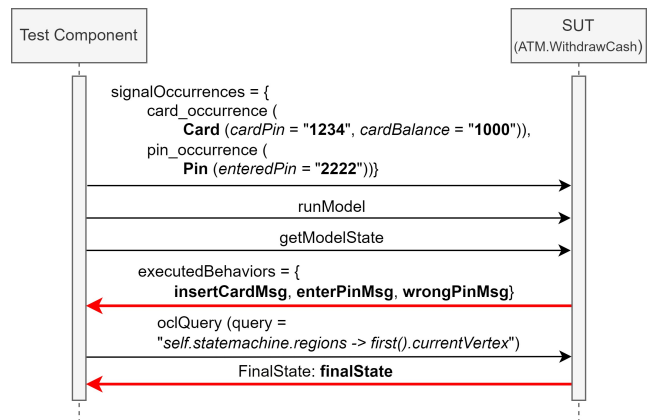 Test Component
SUT
(ATM.WithdrawCash)
signalOccurrences = {
card_occurrence (
Card (cardPin = "1234", cardBalance = "1000")),
pin_occurrence (
Pin (enteredPin = "2222"))}
runModel
getModelState
executedBehaviors = {
insertCardMsg, enterPinMsg, wrongPinMsg}
oclQuery (query =
"self.statemachine.regions -> first().currentVertex")
FinalState: finalState